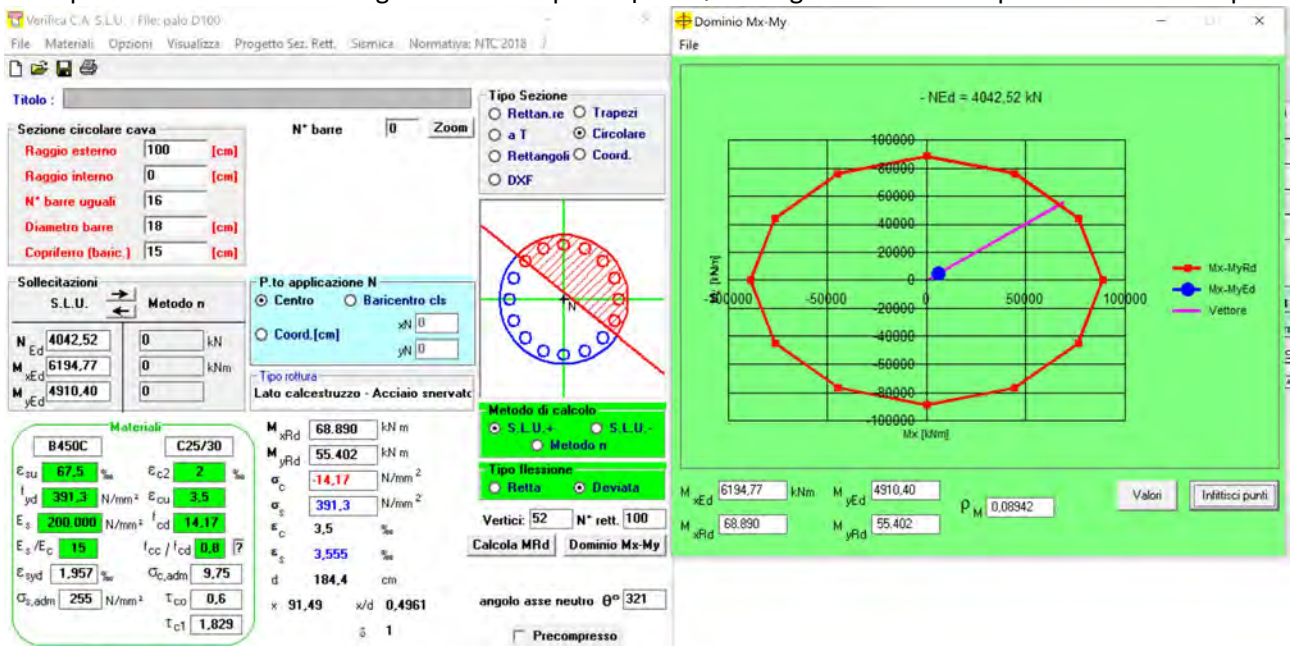 Verifica C.A. S.L.U. - File: palo D100
File Materiali Opzioni Visualizza Progetto Sez. Rett. Sismica Normativa: NTC 2018
Titolo :
Sezione circolare cava
Raggio esterno 100 [cm]
Raggio interno 0 [cm]
N° barre uguali 16
Diametro barre 18 [cm]
Copriferro (baric.) 15 [cm]
N° barre 0 Zoom
Tipo Sezione
Rettan.re Trapezi
a T Circolare
Rettangoli Coord.
DXF
Sollecitazioni
S.L.U. Metodo n
N Ed 4042,52 0 kN
M xEd 6194,77 0 kNm
M yEd 4910,40 0
P.to applicazione N
Centro Baricentro cls
Coord.[cm] xN 0
yN 0
Tipo rottura
Lato calcestruzzo - Acciaio snervato
N
Materiali
B450C C25/30
εsu 67,5 ‰ εc2 2 ‰
fyd 391,3 N/mm² εcu 3,5
Es 200.000 N/mm² fcd 14,17
Es/Ec 15 fcc/fcd 0,8 ?
εsyd 1,957 ‰ σc,adm 9,75
σs,adm 255 N/mm² τco 0,6
τc1 1,829
M xRd 68.890 kN m
M yRd 55.402 kN m
σc -14,17 N/mm²
σs 391,3 N/mm²
εc 3,5 ‰
εs 3,555 ‰
d 184,4 cm
x 91,49 x/d 0,4961
δ 1
Metodo di calcolo
S.L.U.+ S.L.U.-
Metodo n
Tipo flessione
Retta Deviata
Vertici: 52 N° rett. 100
Calcola MRd Dominio Mx-My
angolo asse neutro θ° 321
Precompresso
Dominio Mx-My
File
- NEd = 4042,52 kN
100000
80000
60000
40000
20000
0
-20000
-40000
-60000
-80000
-100000
-100000 -50000 0 50000 100000
Mx [kNm]
Mx-MyRd
Mx-MyEd
Vettore
M xEd 6194,77 kNm M yEd 4910,40
M xRd 68.890 M yRd 55.402
ρM 0,08942
Valori Infittisci punti